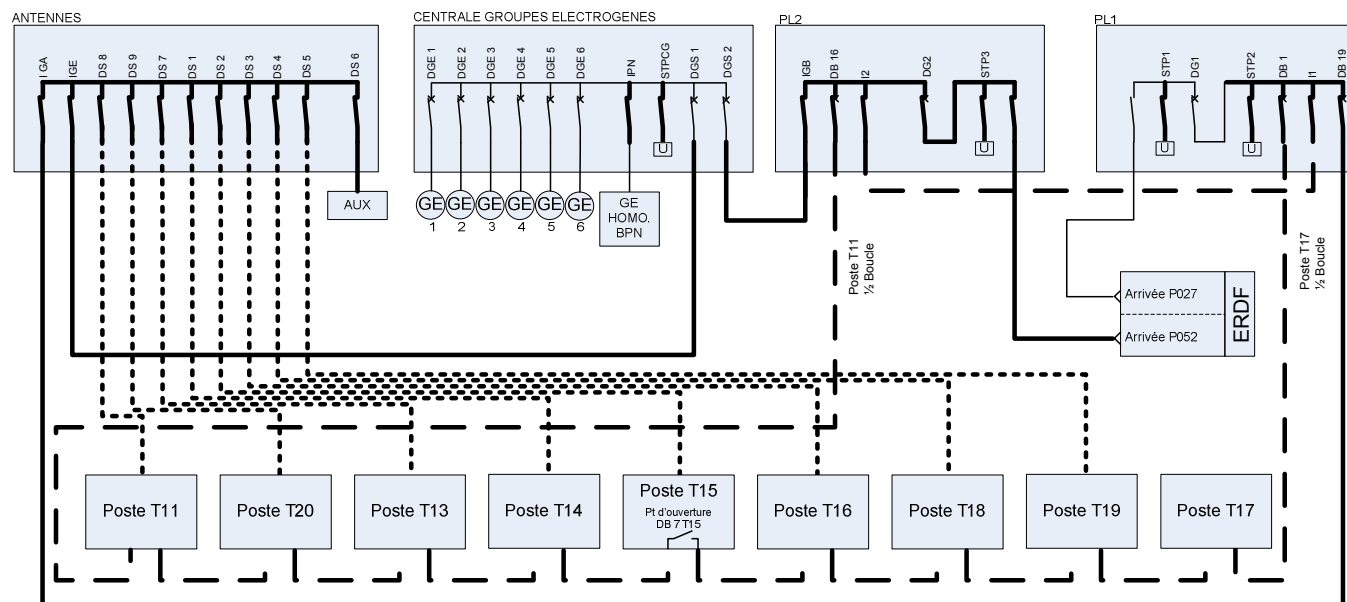 ANTENNES
I GA
IGE
DS 8
DS 9
DS 7
DS 1
DS 2
DS 3
DS 4
DS 5
DS 6
AUX
CENTRALE GROUPES ELECTROGENES
DGE 1
DGE 2
DGE 3
DGE 4
DGE 5
DGE 6
IPN
STPCG
DGS 1
DGS 2
U
GE
GE
GE
GE
GE
GE
1
2
3
4
5
6
GE
HOMO.
BPN
PL2
IGB
DB 16
I2
DG2
STP3
U
PL1
STP1
DG1
STP2
DB 1
I1
DB 19
U
U
Poste T11
½ Boucle
Poste T17
½ Boucle
Arrivée P027
Arrivée P052
ERDF
Poste T11
Poste T20
Poste T13
Poste T14
Poste T15
Pt d'ouverture
DB 7 T15
Poste T16
Poste T18
Poste T19
Poste T17